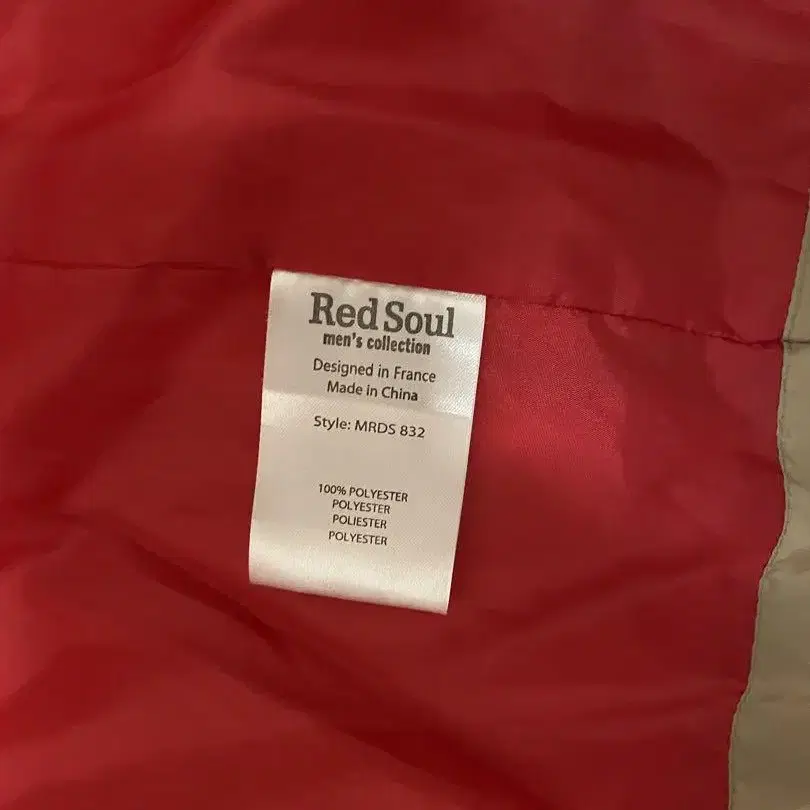 Red Soul
men's collection
Designed in France
Made in China
Style: MRDS 832
100% POLYESTER
POLYESTER
POLIESTER
POLYESTER